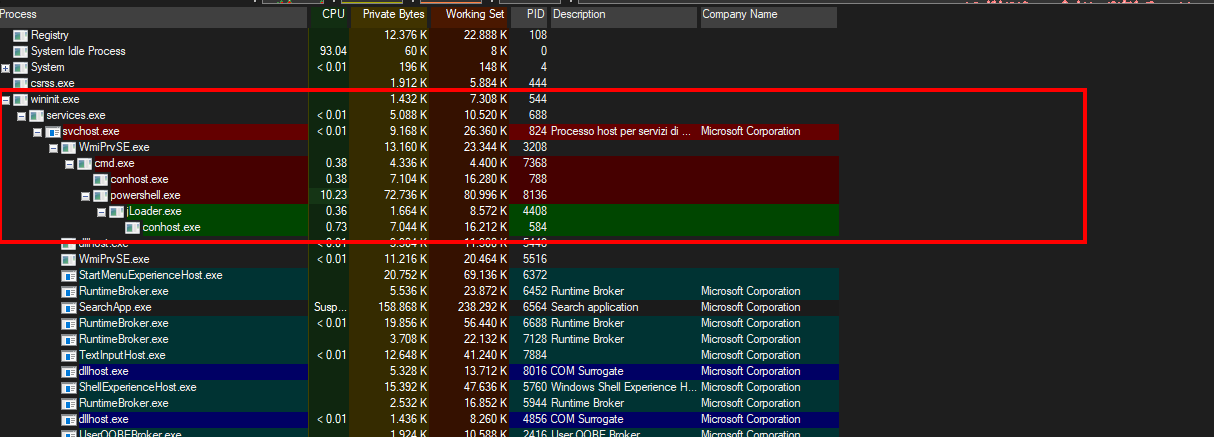 Process CPU Private Bytes Working Set PID Description Company Name
Registry 12.376 K 22.888 K 108
System Idle Process 93.04 60 K 8 K 0
System < 0.01 196 K 148 K 4
csrss.exe 1.912 K 5.884 K 444
wininit.exe 1.432 K 7.308 K 544
services.exe < 0.01 5.088 K 10.520 K 688
svchost.exe < 0.01 9.168 K 26.360 K 824 Processo host per servizi di ... Microsoft Corporation
WmiPrvSE.exe 13.160 K 23.344 K 3208
cmd.exe 0.38 4.336 K 4.400 K 7368
conhost.exe 0.38 7.104 K 16.280 K 788
powershell.exe 10.23 72.736 K 80.996 K 8136
jLoader.exe 0.36 1.664 K 8.572 K 4408
conhost.exe 0.73 7.044 K 16.212 K 584
dllhost.exe < 0.01
WmiPrvSE.exe < 0.01 11.216 K 20.464 K 5516
StartMenuExperienceHost.exe 20.752 K 69.136 K 6372
RuntimeBroker.exe 5.536 K 23.872 K 6452 Runtime Broker Microsoft Corporation
SearchApp.exe Susp... 158.868 K 238.292 K 6564 Search application Microsoft Corporation
RuntimeBroker.exe < 0.01 19.856 K 56.440 K 6688 Runtime Broker Microsoft Corporation
RuntimeBroker.exe 3.708 K 22.132 K 7128 Runtime Broker Microsoft Corporation
TextInputHost.exe < 0.01 12.648 K 41.240 K 7884 Microsoft Corporation
dllhost.exe 5.328 K 13.712 K 8016 COM Surrogate Microsoft Corporation
ShellExperienceHost.exe 15.392 K 47.636 K 5760 Windows Shell Experience H... Microsoft Corporation
RuntimeBroker.exe 2.532 K 16.852 K 5944 Runtime Broker Microsoft Corporation
dllhost.exe < 0.01 1.436 K 8.260 K 4856 COM Surrogate Microsoft Corporation
UserOOBEBroker.exe 1.924 K 10.588 K 2416 User OOBE Broker Microsoft Corporation